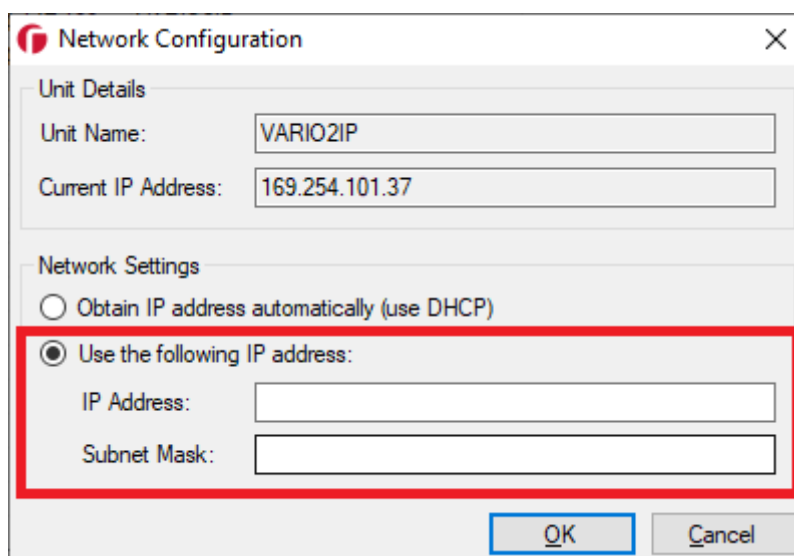 Network Configuration
Unit Details
Unit Name: VARIO2IP
Current IP Address: 169.254.101.37
Network Settings
Obtain IP address automatically (use DHCP)
Use the following IP address:
IP Address:
Subnet Mask:
OK Cancel